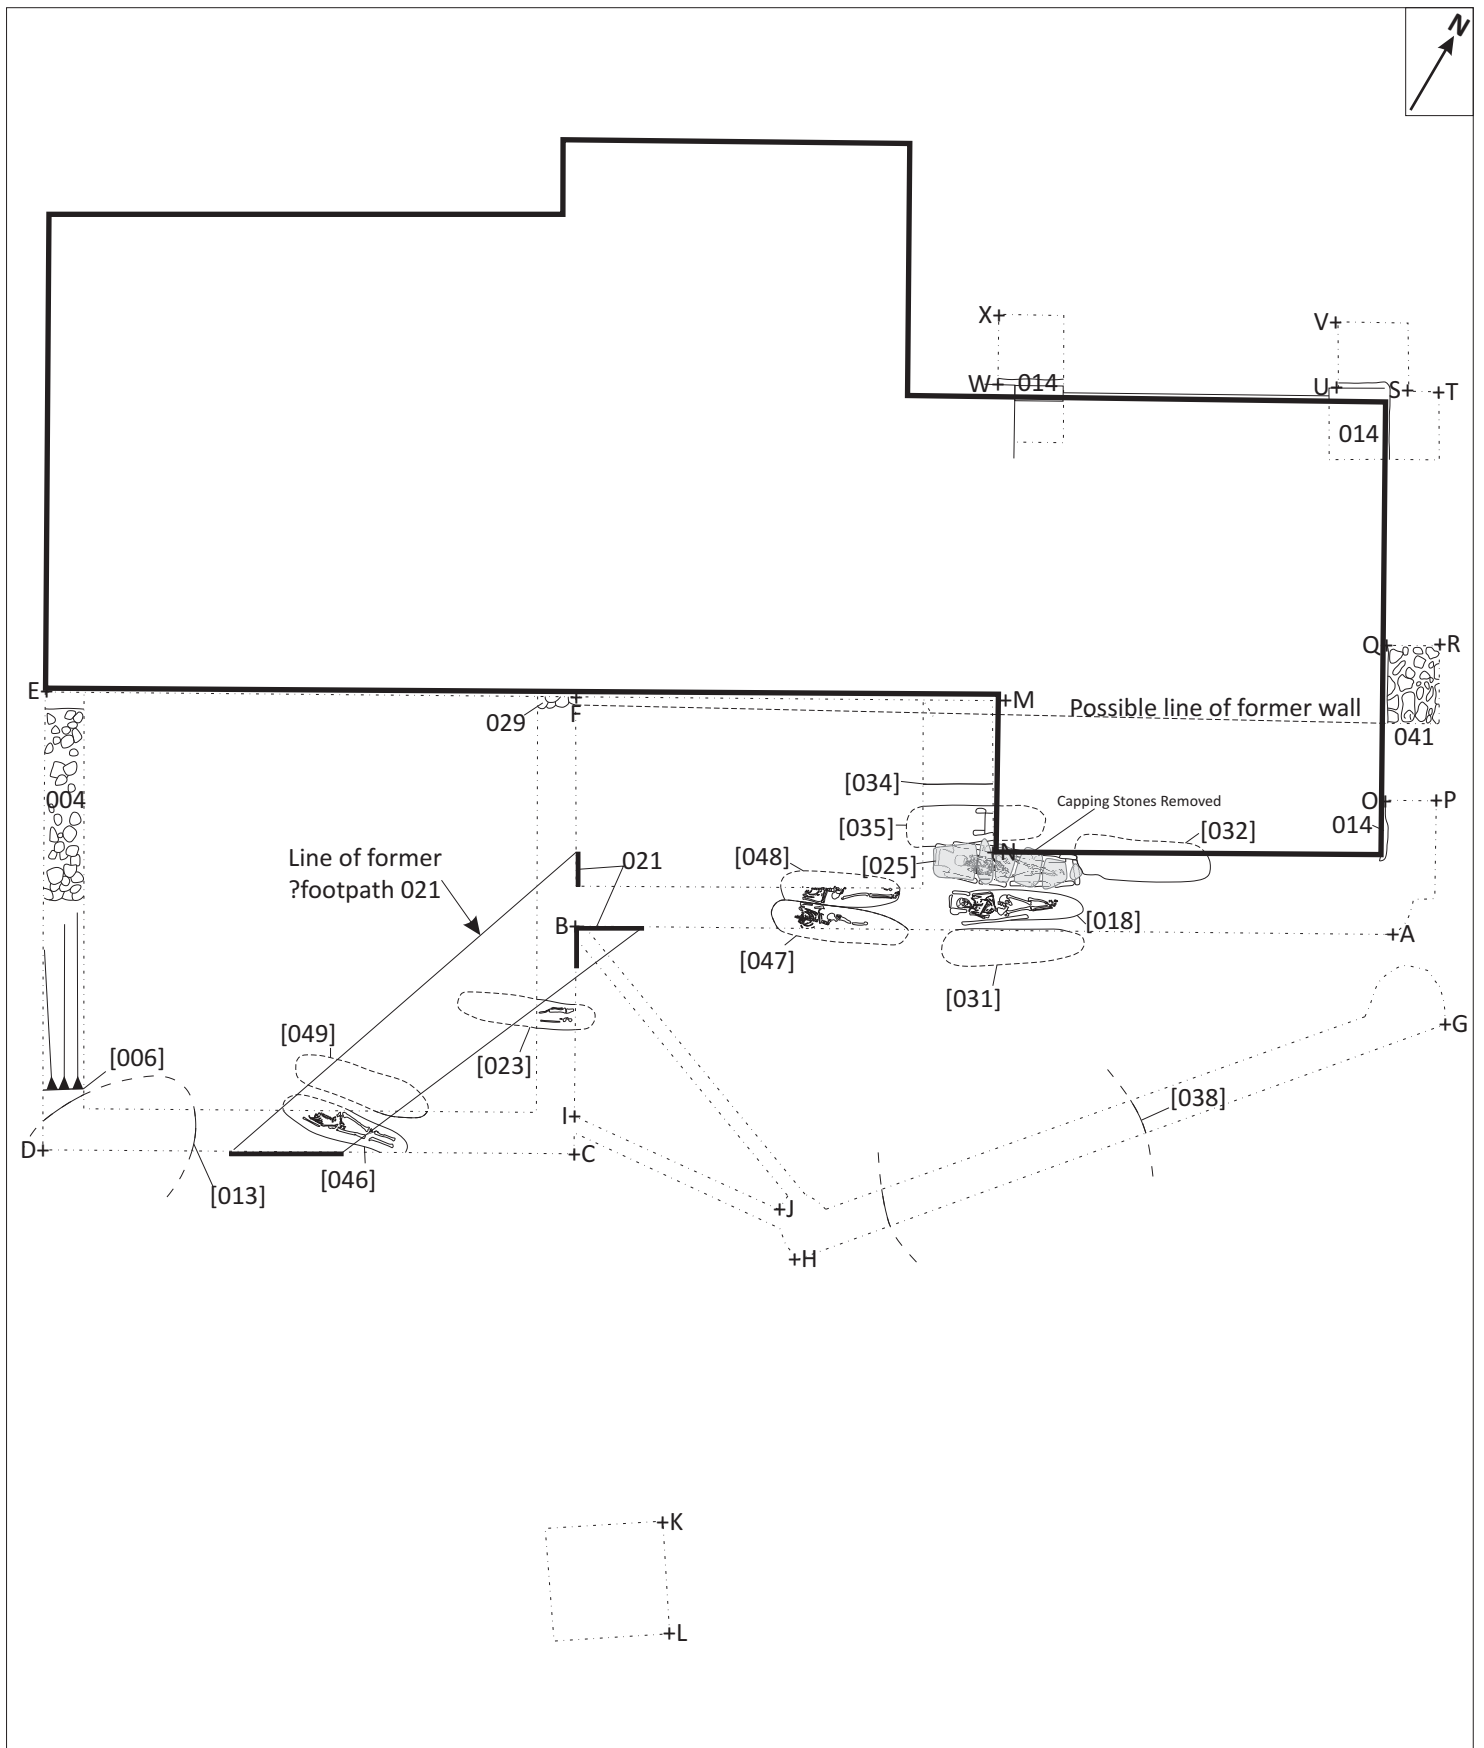 N
X+
V+
W+
014
U+
S+
+T
014
Q+
+R
E+
+M
029
F
Possible line of former wall
041
[034]
004
Capping Stones Removed
O+
+P
[035]
014
[032]
Line of former
?footpath 021
021
[048]
[025]
N
B+
[018]
+A
[047]
[031]
+G
[049]
[006]
[023]
[038]
I+
D+
+C
[046]
[013]
+J
+H
+K
+L